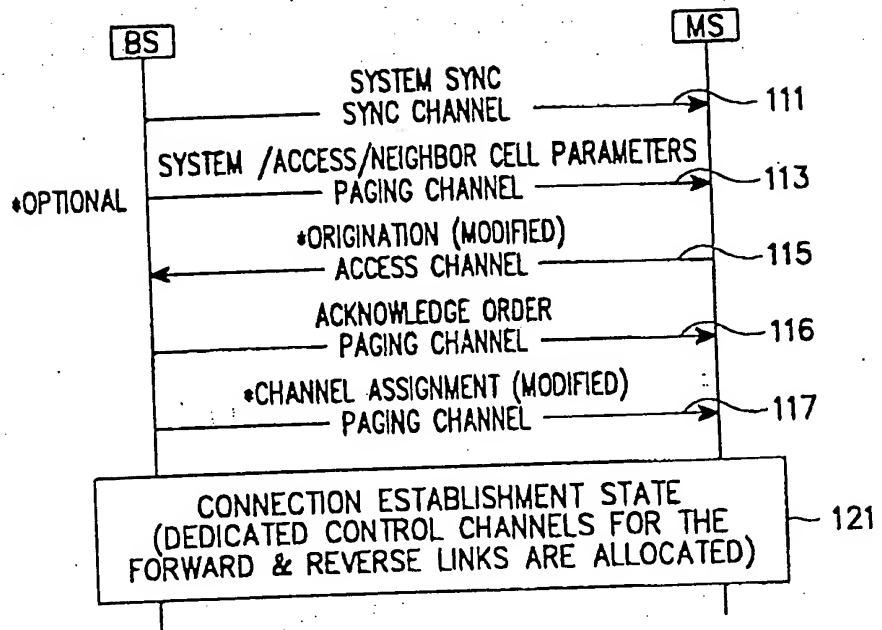 BS
MS
SYSTEM SYNC
SYNC CHANNEL
111
SYSTEM /ACCESS/NEIGHBOR CELL PARAMETERS
*OPTIONAL
PAGING CHANNEL
113
*ORIGINATION (MODIFIED)
ACCESS CHANNEL
115
ACKNOWLEDGE ORDER
PAGING CHANNEL
116
*CHANNEL ASSIGNMENT (MODIFIED)
PAGING CHANNEL
117
CONNECTION ESTABLISHMENT STATE
(DEDICATED CONTROL CHANNELS FOR THE
FORWARD & REVERSE LINKS ARE ALLOCATED)
121